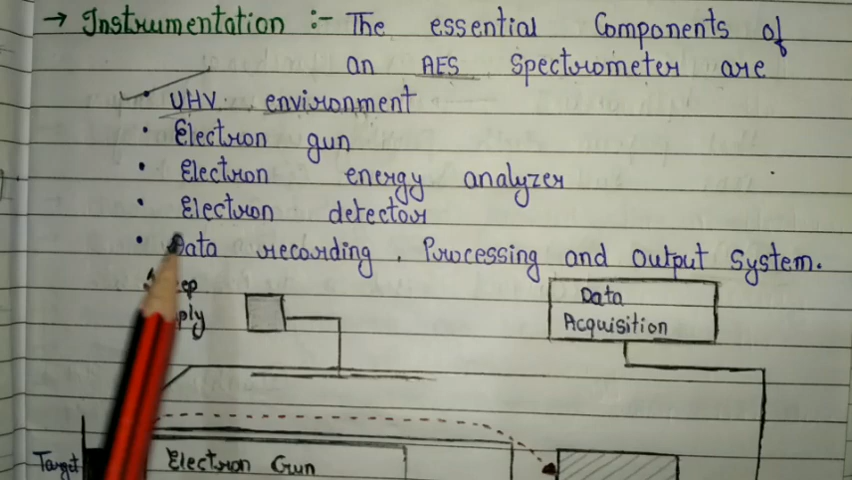 → Instrumentation :- The essential Components of
an AES Spectrometer are
• UHV environment
• Electron gun
• Electron energy analyzer
• Electron detector
• Data recording, Processing and output System.
Data
Acquisition
Target
Electron Gun